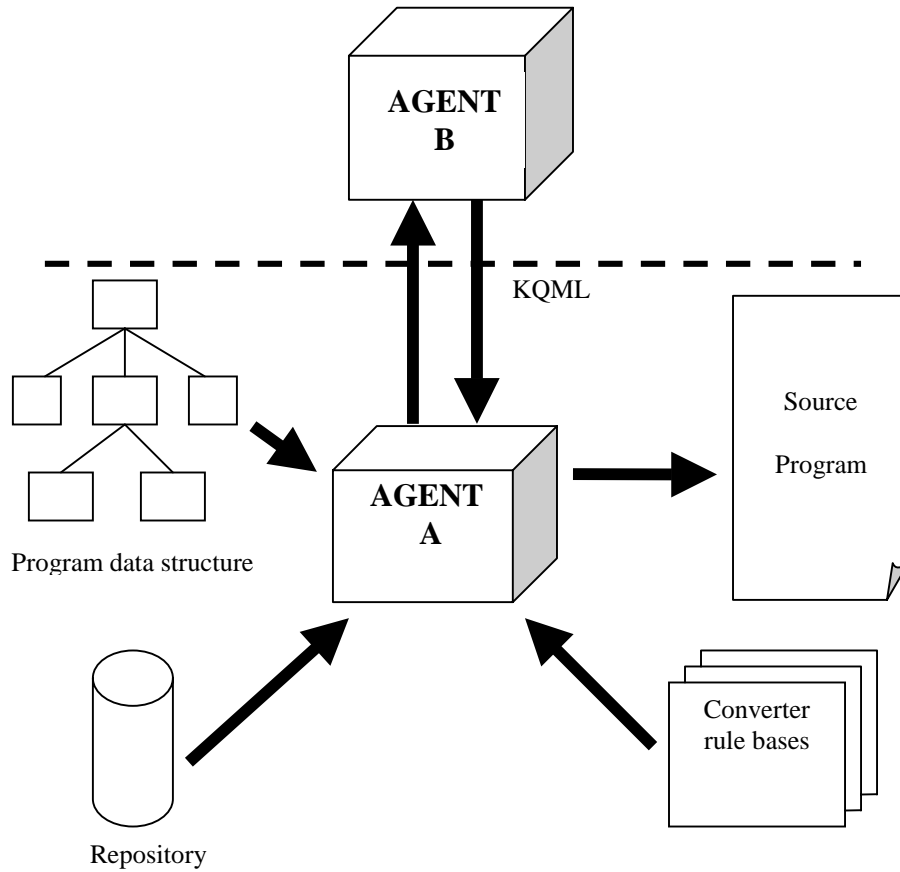 AGENT
B
KQML
Source
Program
AGENT
A
Program data structure
Converter
rule bases
Repository